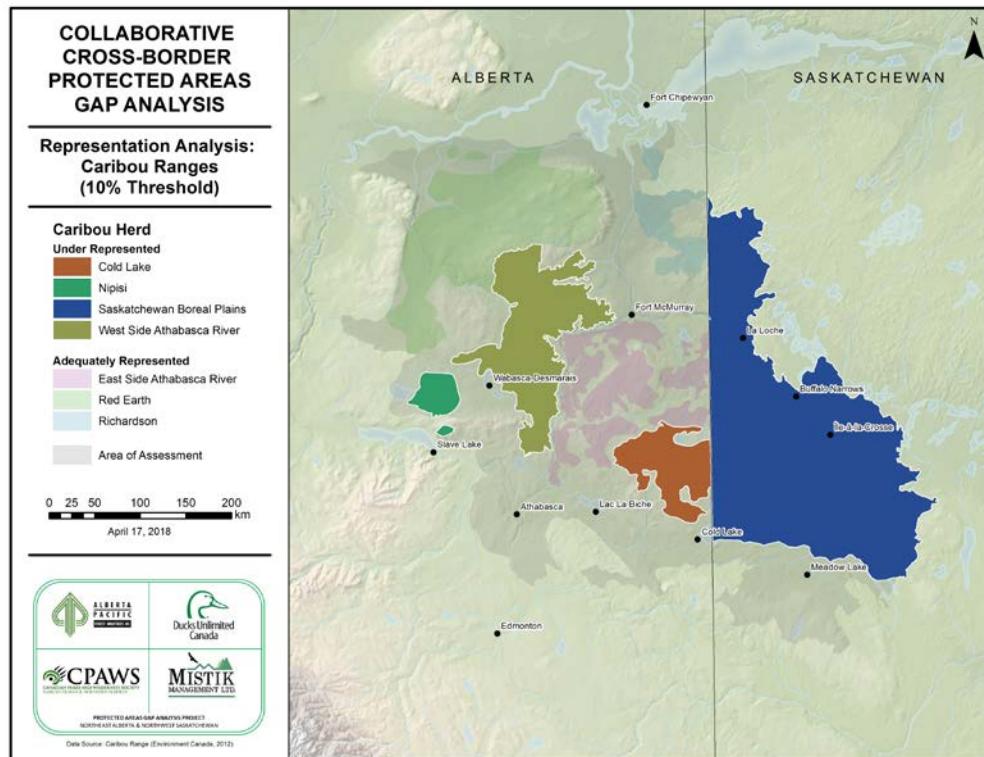 COLLABORATIVE
CROSS-BORDER
PROTECTED AREAS
GAP ANALYSIS
Representation Analysis:
Caribou Ranges
(10% Threshold)
Caribou Herd
Under Represented
Cold Lake
Nipisi
Saskatchewan Boreal Plains
West Side Athabasca River
Adequately Represented
East Side Athabasca River
Red Earth
Richardson
Area of Assessment
0 25 50 100 150 200
km
April 17, 2018
ALBERTA
PACIFIC
Ducks Unlimited
Canada
CPAWS
MISTIK
MANAGEMENT LTD.
PROTECTED AREAS GAP ANALYSIS PROJECT
NORTHEAST ALBERTA & NORTHWEST SASKATCHEWAN
Data Source: Caribou Range (Environment Canada, 2012)
N
ALBERTA
SASKATCHEWAN
Fort Chipewyan
Fort McMurray
La Loche
Wabasca-Desmarais
Buffalo Narrows
Île-à-la-Crosse
Slave Lake
Athabasca
Lac La Biche
Cold Lake
Meadow Lake
Edmonton